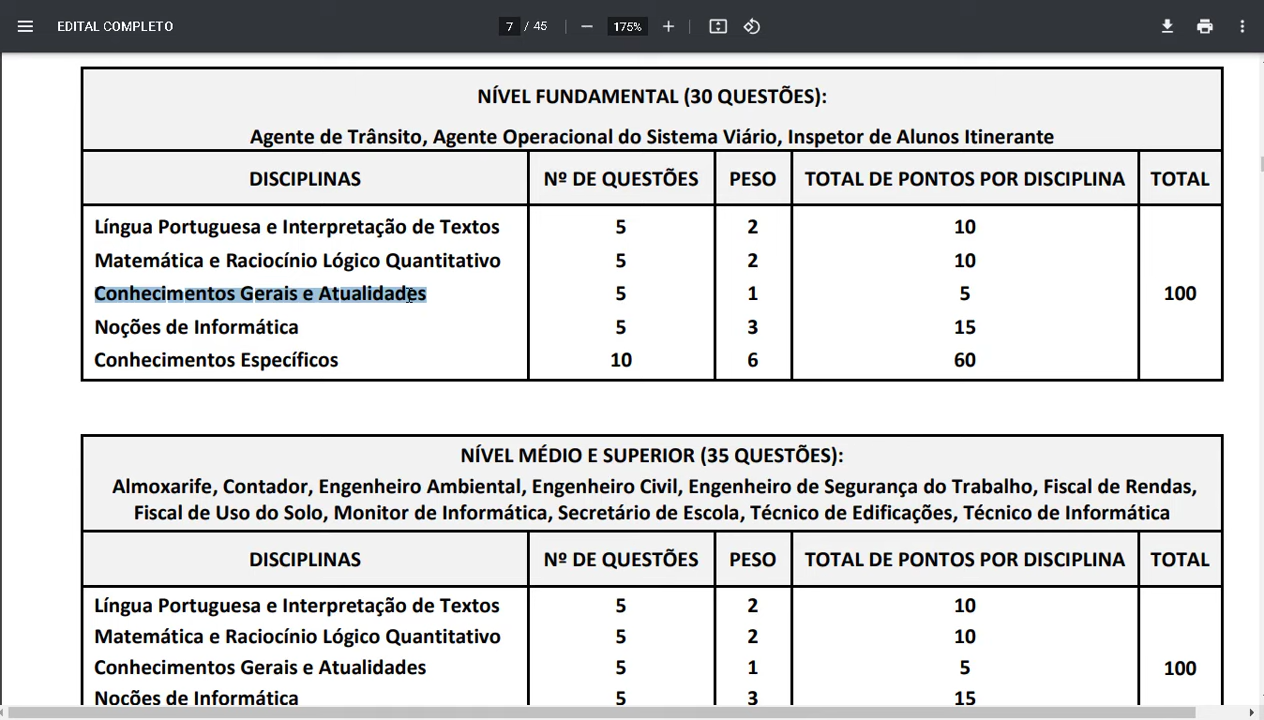 EDITAL COMPLETO
7 / 45
175%
NÍVEL FUNDAMENTAL (30 QUESTÕES):
Agente de Trânsito, Agente Operacional do Sistema Viário, Inspetor de Alunos Itinerante
DISCIPLINAS Nº DE QUESTÕES PESO TOTAL DE PONTOS POR DISCIPLINA TOTAL
Língua Portuguesa e Interpretação de Textos 5 2 10
Matemática e Raciocínio Lógico Quantitativo 5 2 10
Conhecimentos Gerais e Atualidades 5 1 5 100
Noções de Informática 5 3 15
Conhecimentos Específicos 10 6 60
NÍVEL MÉDIO E SUPERIOR (35 QUESTÕES):
Almoxarife, Contador, Engenheiro Ambiental, Engenheiro Civil, Engenheiro de Segurança do Trabalho, Fiscal de Rendas,
Fiscal de Uso do Solo, Monitor de Informática, Secretário de Escola, Técnico de Edificações, Técnico de Informática
DISCIPLINAS Nº DE QUESTÕES PESO TOTAL DE PONTOS POR DISCIPLINA TOTAL
Língua Portuguesa e Interpretação de Textos 5 2 10
Matemática e Raciocínio Lógico Quantitativo 5 2 10
Conhecimentos Gerais e Atualidades 5 1 5 100
Noções de Informática 5 3 15